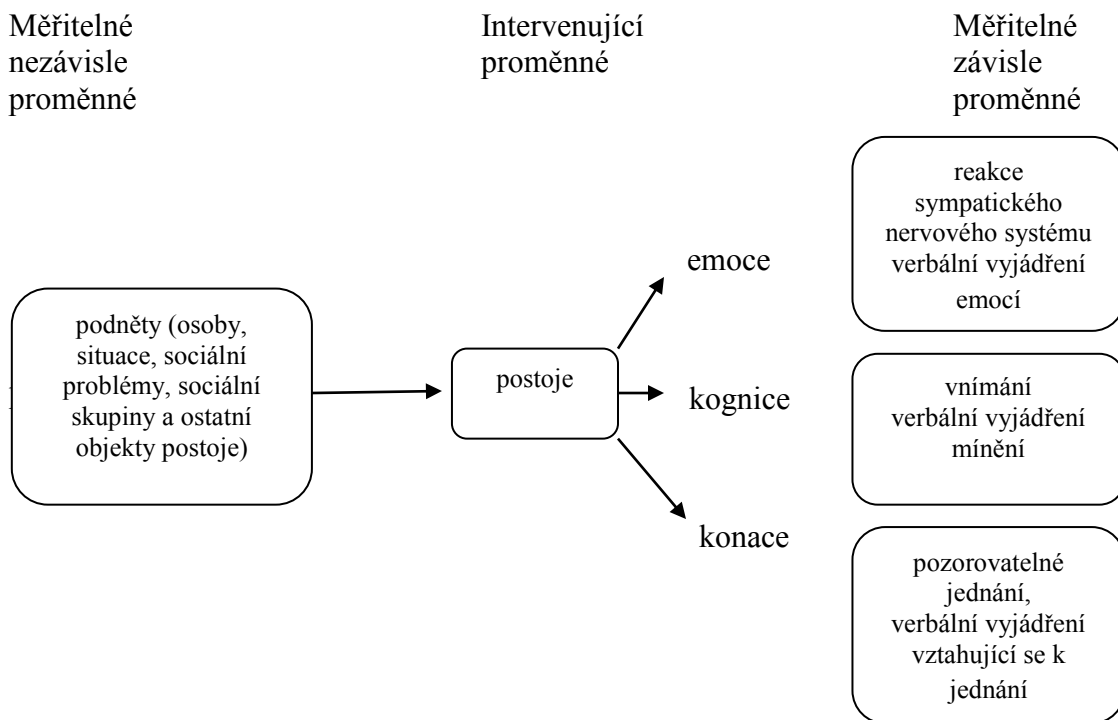 Měřitelné
nezávisle
proměnné
Intervenující
proměnné
Měřitelné
závisle
proměnné
podněty (osoby,
situace, sociální
problémy, sociální
skupiny a ostatní
objekty postoje)
postoje
emoce
kognice
konace
reakce
sympatického
nervového systému
verbální vyjádření
emocí
vnímání
verbální vyjádření
mínění
pozorovatelné
jednání,
verbální vyjádření
vztahující se k
jednání